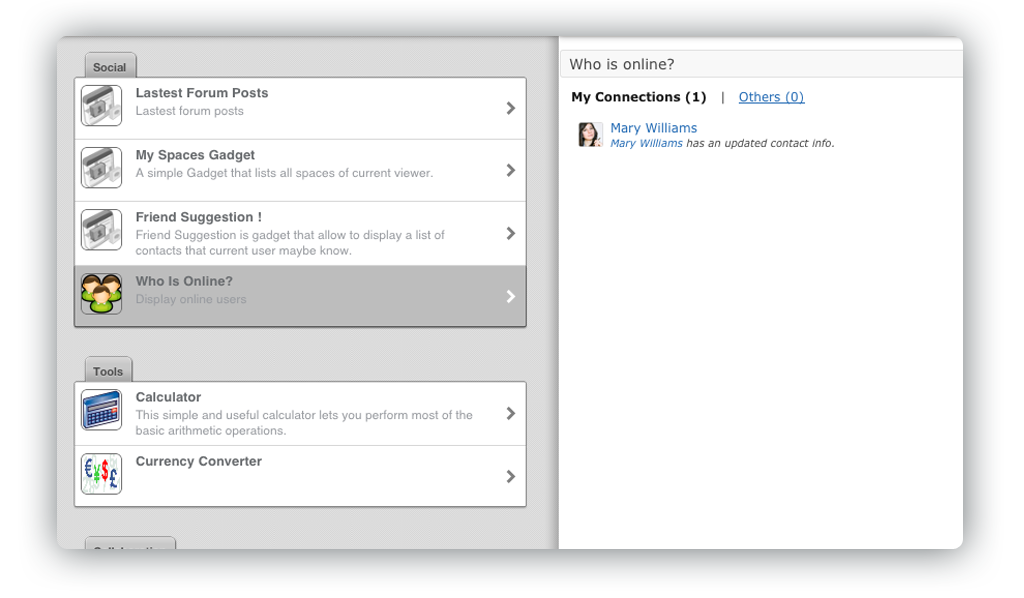 Social
Lastest Forum Posts
Lastest forum posts
My Spaces Gadget
A simple Gadget that lists all spaces of current viewer.
Friend Suggestion !
Friend Suggestion is gadget that allow to display a list of
contacts that current user maybe know.
Who Is Online?
Display online users
Tools
Calculator
This simple and useful calculator lets you perform most of the
basic arithmetic operations.
Currency Converter
€ ¥ $ £
Who is online?
My Connections (1) | Others (0)
Mary Williams
Mary Williams has an updated contact info.